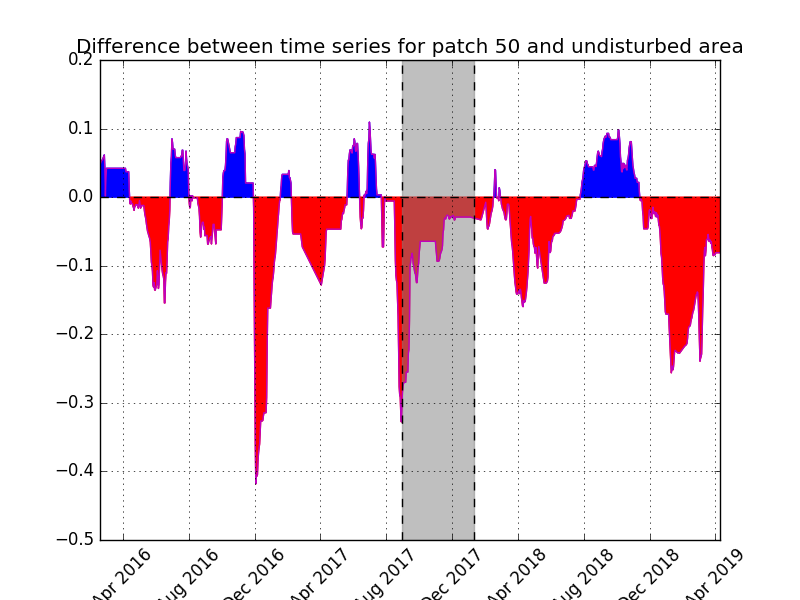 Difference between time series for patch 50 and undisturbed area
0.2
0.1
0.0
−0.1
−0.2
−0.3
−0.4
−0.5
Apr 2016
Aug 2016
Dec 2016
Apr 2017
Aug 2017
Dec 2017
Apr 2018
Aug 2018
Dec 2018
Apr 2019